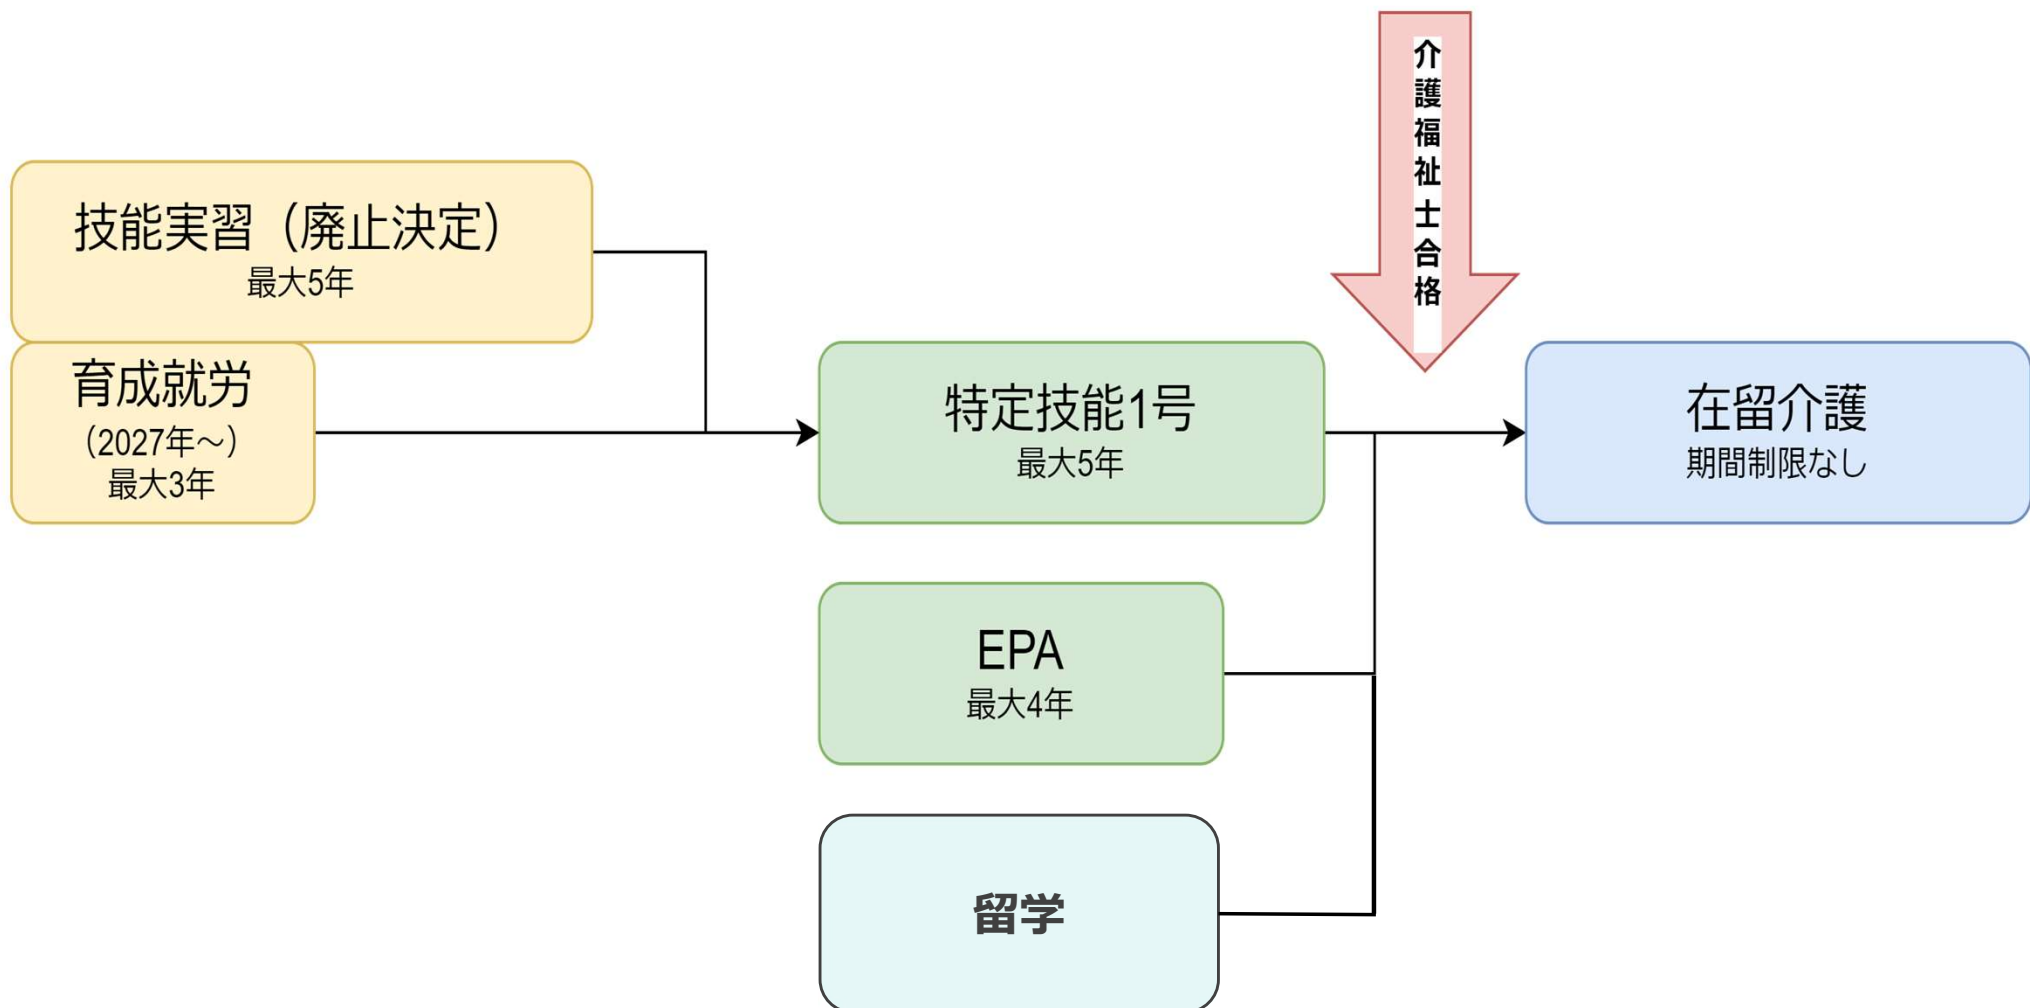 介護福祉士合格
技能実習（廃止決定）
最大5年
育成就労
（2027年～）
最大3年
特定技能1号
最大5年
在留介護
期間制限なし
EPA
最大4年
留学